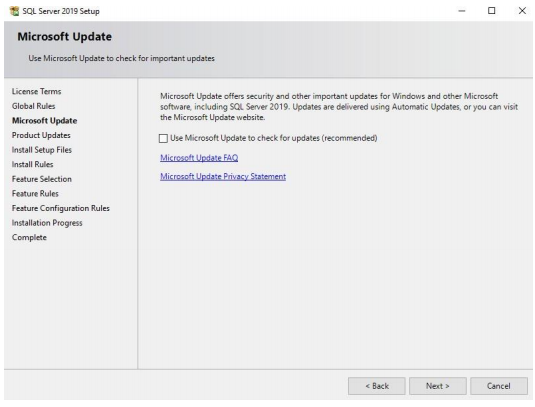 SQL Server 2019 Setup
Microsoft Update
Use Microsoft Update to check for important updates
License Terms
Global Rules
Microsoft Update
Product Updates
Install Setup Files
Install Rules
Feature Selection
Feature Rules
Feature Configuration Rules
Installation Progress
Complete
Microsoft Update offers security and other important updates for Windows and other Microsoft
software, including SQL Server 2019. Updates are delivered using Automatic Updates, or you can visit
the Microsoft Update website.
Use Microsoft Update to check for updates (recommended)
Microsoft Update FAQ
Microsoft Update Privacy Statement
< Back
Next >
Cancel